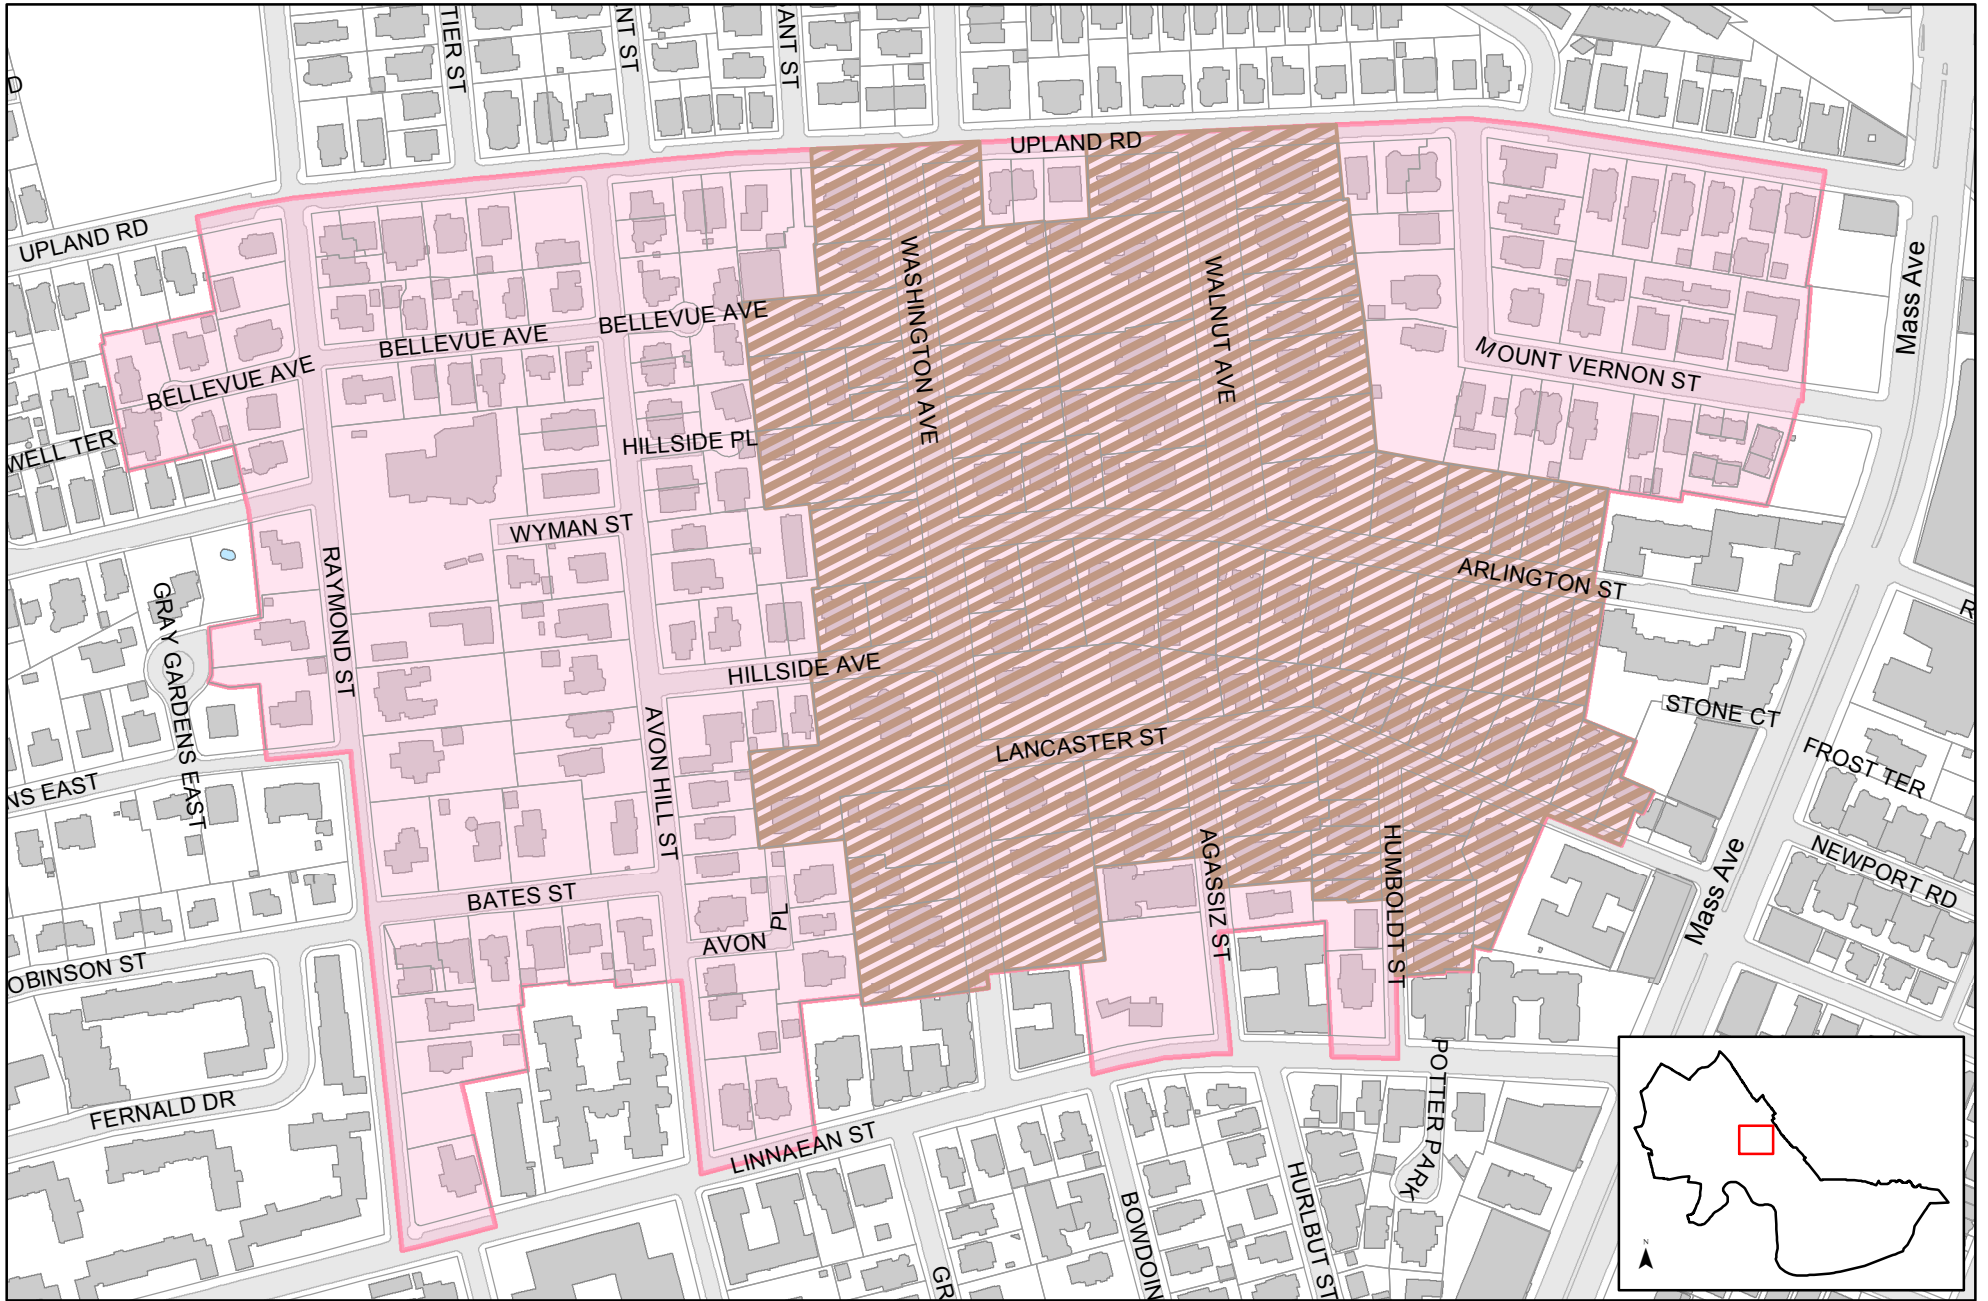 D
TIER ST
NT ST
ANT ST
UPLAND RD
UPLAND RD
WASHINGTON AVE
WALNUT AVE
Mass Ave
BELLEVUE AVE
BELLEVUE AVE
BELLEVUE AVE
MOUNT VERNON ST
WELL TER
HILLSIDE PL
WYMAN ST
RAYMOND ST
GRAY GARDENS EAST
ARLINGTON ST
R
HILLSIDE AVE
AVON HILL ST
LANCASTER ST
STONE CT
FROST TER
NS EAST
AGASSIZ ST
HUMBOLDT ST
Mass Ave
NEWPORT RD
BATES ST
AVON PL
OBINSON ST
FERNALD DR
LINNAEAN ST
POTTER PARK
BOWDOIN
HURLBUT ST
GR
N